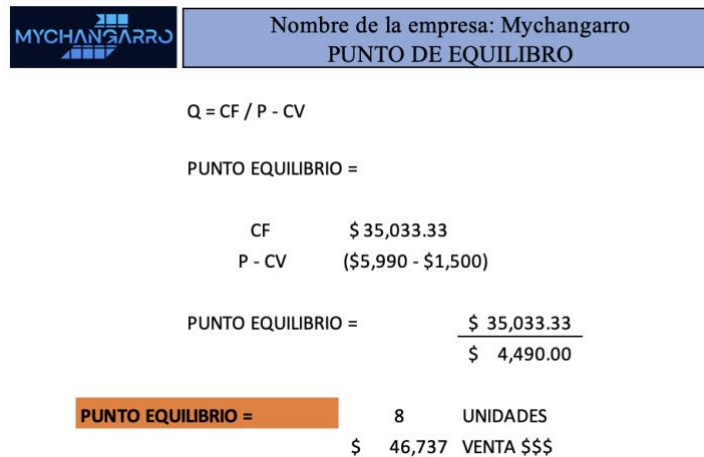 MYCHANGARRO
Nombre de la empresa: Mychangarro
PUNTO DE EQUILIBRO
Q = CF / P - CV
PUNTO EQUILIBRIO =
CF $ 35,033.33
P - CV ($5,990 - $1,500)
PUNTO EQUILIBRIO = $ 35,033.33
$ 4,490.00
PUNTO EQUILIBRIO = 8 UNIDADES
$ 46,737 VENTA $$$